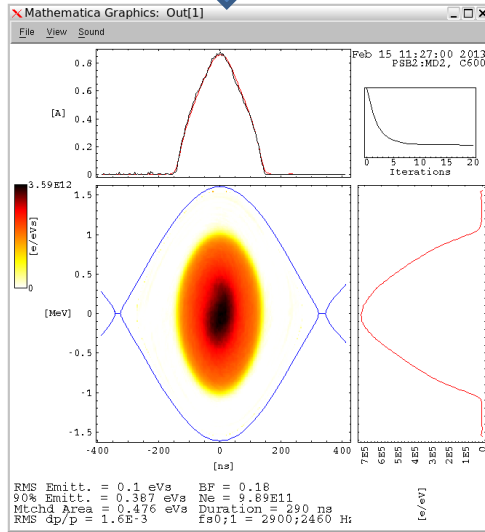 Mathematica Graphics: Out[1]
File View Sound
Feb 15 11:27:00 2013
PSB2:MD2, C600
0.8
0.6
[A]
0.4
0.2
0
0 5 10 15 20
Iterations
3.59E12
[e/eVs]
0
1.5
1
0.5
[MeV]
0
-0.5
-1
-1.5
-400 -200 0 200 400
[ns]
7E5 6E5 5E5 4E5 3E5 2E5 1E5 0
[e/eV]
RMS Emitt. = 0.1 eVs BF = 0.18
90% Emitt. = 0.387 eVs Ne = 9.89E11
Mtchd Area = 0.476 eVs Duration = 290 ns
RMS dp/p = 1.6E-3 fs0;1 = 2900;2460 Hz